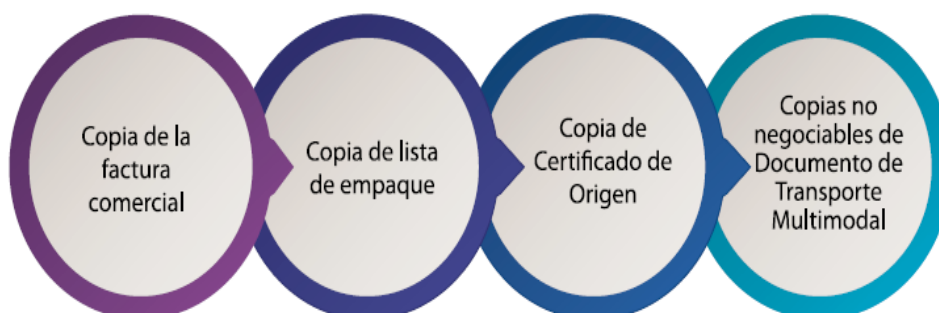 Copia de la
factura
comercial
Copia de lista
de empaque
Copia de
Certificado de
Origen
Copias no
negociables de
Documento de
Transporte
Multimodal